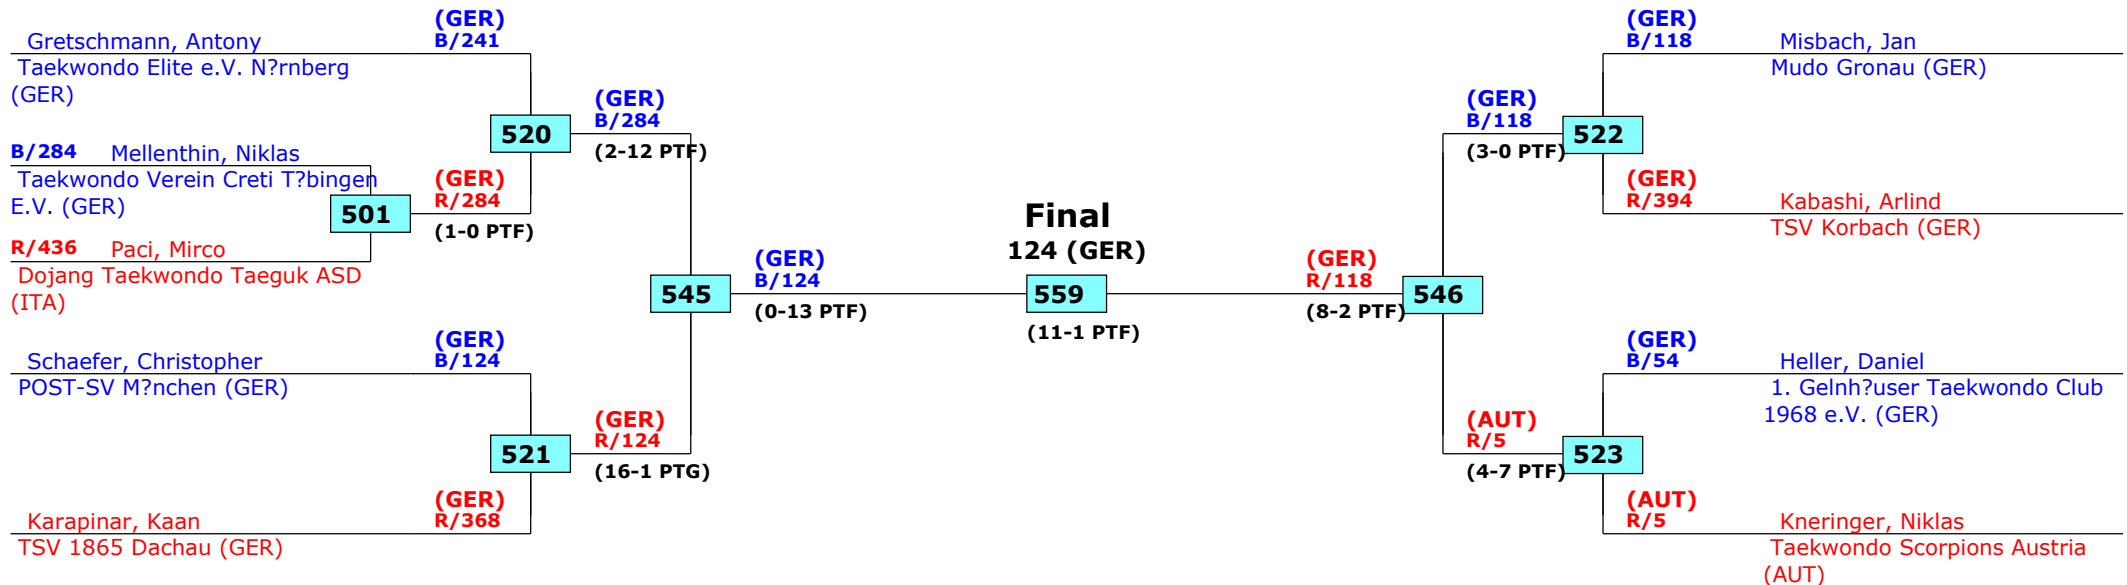 (GER)
Gretschmann, Antony B/241
Taekwondo Elite e.V. N?rnberg
(GER)
B/284 Mellenthin, Niklas
Taekwondo Verein Creti T?bingen
E.V. (GER)
R/436 Paci, Mirco
Dojang Taekwondo Taeguk ASD
(ITA)
501
(GER)
R/284
(1-0 PTF)
520
(GER)
B/284
(2-12 PTF)
(GER)
Schaefer, Christopher B/124
POST-SV M?nchen (GER)
521
(GER)
R/124
(16-1 PTG)
(GER)
Karapinar, Kaan R/368
TSV 1865 Dachau (GER)
545
(GER)
B/124
(0-13 PTF)
Final
124 (GER)
559
(11-1 PTF)
(GER)
R/118
(8-2 PTF)
546
(GER)
B/118
(3-0 PTF)
522
(GER)
B/118 Misbach, Jan
Mudo Gronau (GER)
(GER)
R/394 Kabashi, Arlind
TSV Korbach (GER)
(AUT)
R/5
(4-7 PTF)
523
(GER)
B/54 Heller, Daniel
1. Gelnh?user Taekwondo Club
1968 e.V. (GER)
(AUT)
R/5 Kneringer, Niklas
Taekwondo Scorpions Austria
(AUT)